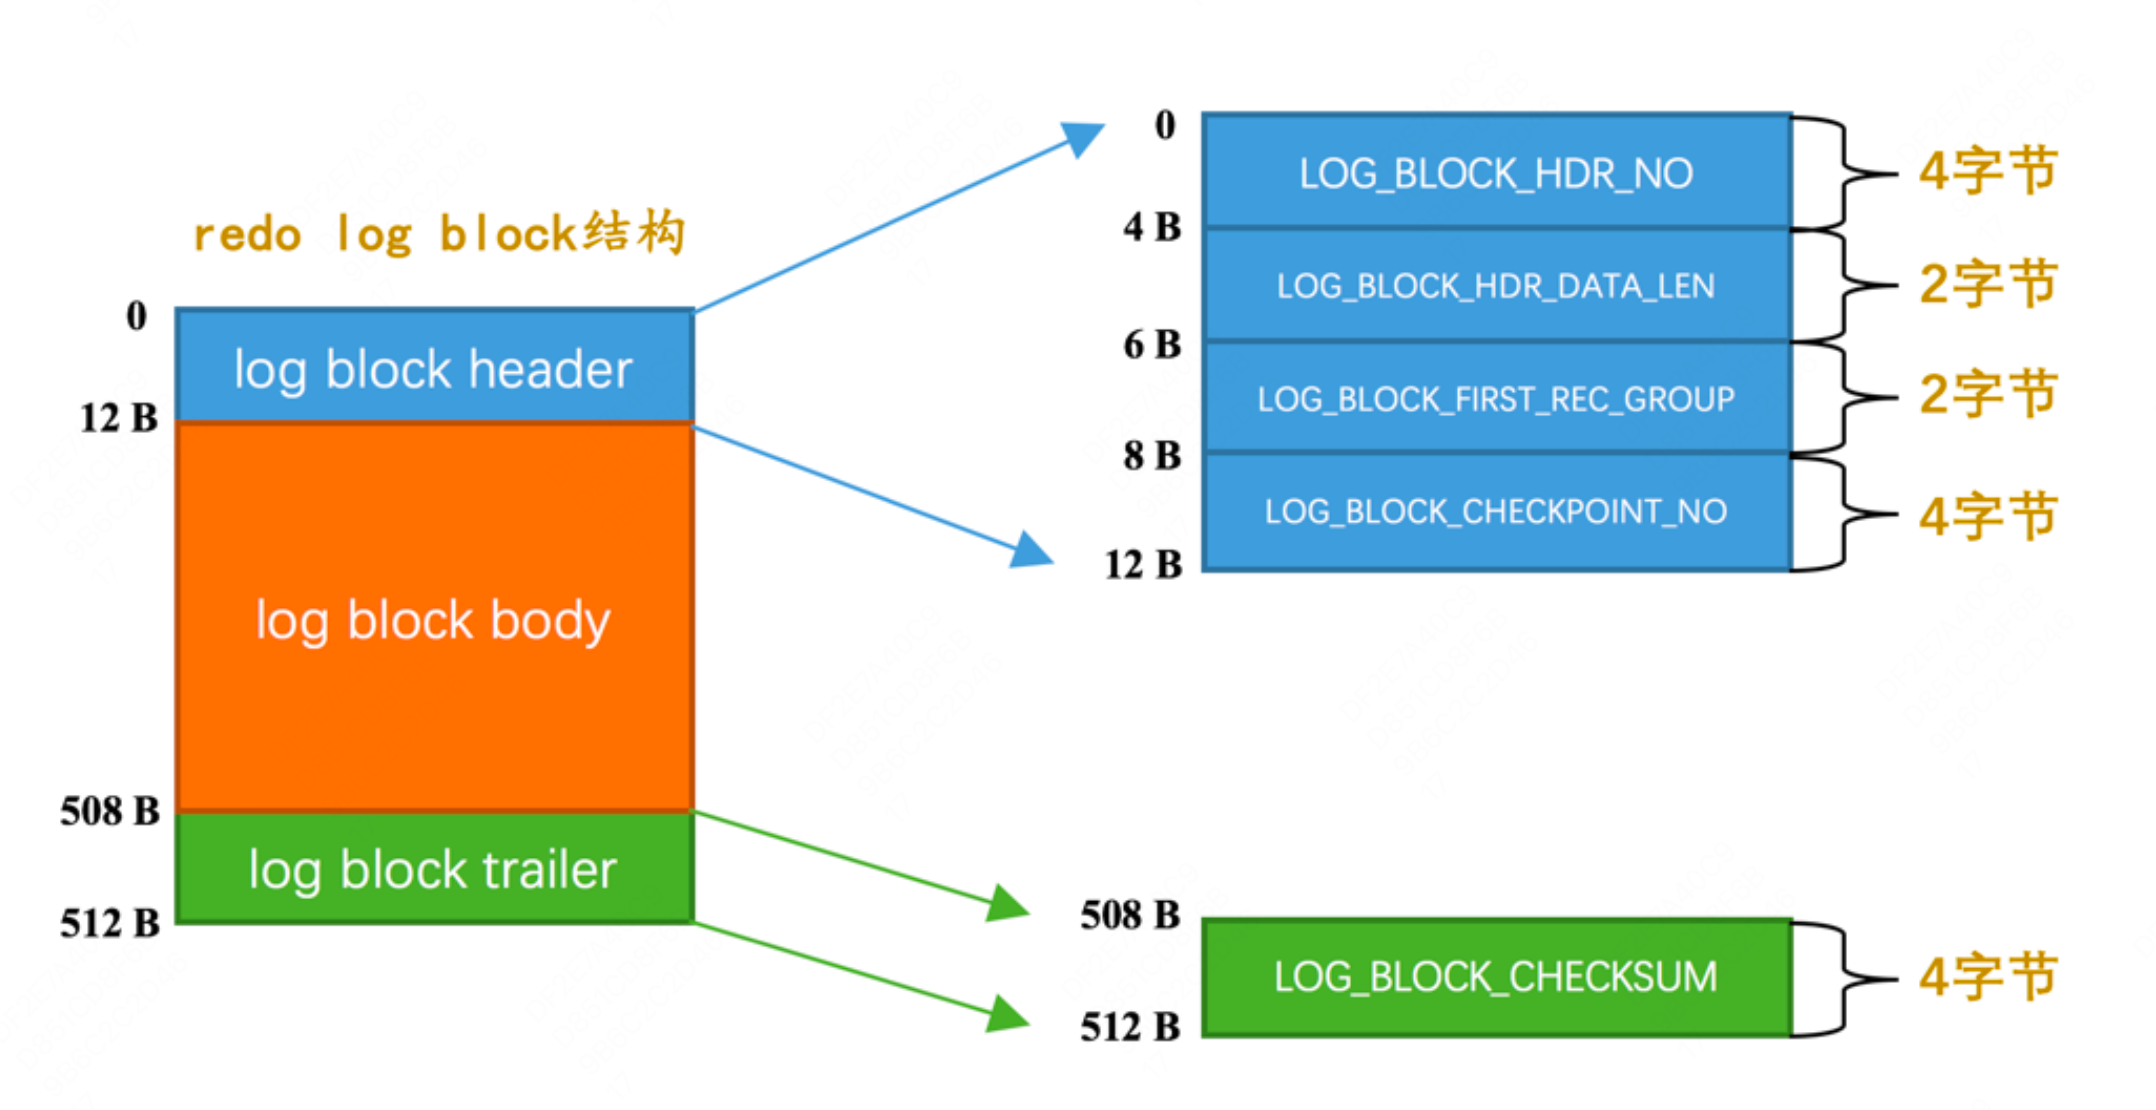 redo log block结构
0
log block header
12 B
log block body
508 B
log block trailer
512 B
0
LOG_BLOCK_HDR_NO
4字节
4 B
LOG_BLOCK_HDR_DATA_LEN
2字节
6 B
LOG_BLOCK_FIRST_REC_GROUP
2字节
8 B
LOG_BLOCK_CHECKPOINT_NO
4字节
12 B
508 B
LOG_BLOCK_CHECKSUM
4字节
512 B